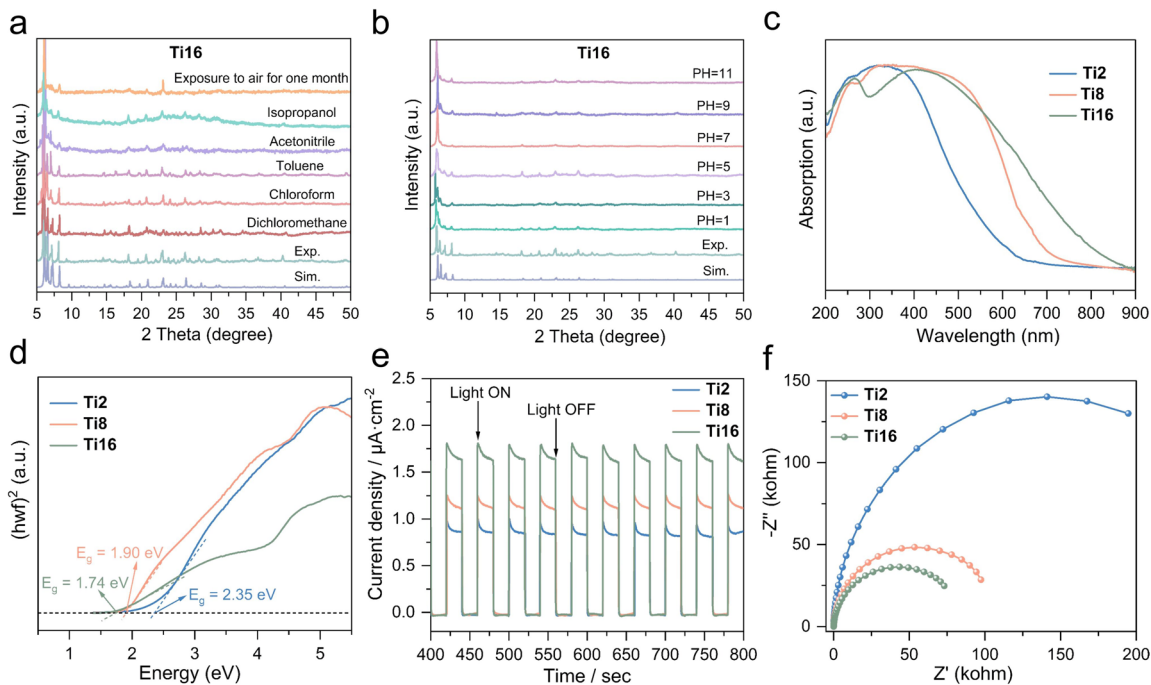 a
Ti16
Exposure to air for one month
Isopropanol
Acetonitrile
Toluene
Chloroform
Dichloromethane
Exp.
Sim.
Intensity (a.u.)
5 10 15 20 25 30 35 40 45 50
2 Theta (degree)
b
Ti16
PH=11
PH=9
PH=7
PH=5
PH=3
PH=1
Exp.
Sim.
Intensity (a.u.)
5 10 15 20 25 30 35 40 45 50
2 Theta (degree)
c
Ti2
Ti8
Ti16
Absorption (a.u.)
200 300 400 500 600 700 800 900
Wavelength (nm)
d
Ti2
Ti8
Ti16
(hwf)2 (a.u.)
Eg = 1.90 eV
Eg = 1.74 eV
Eg = 2.35 eV
1 2 3 4 5
Energy (eV)
e
2.5
2.0
1.5
1.0
0.5
0.0
Light ON
Light OFF
Ti2
Ti8
Ti16
Current density / μA·cm-2
400 450 500 550 600 650 700 750 800
Time / sec
f
150
100
50
0
Ti2
Ti8
Ti16
-Z" (kohm)
0 50 100 150 200
Z' (kohm)